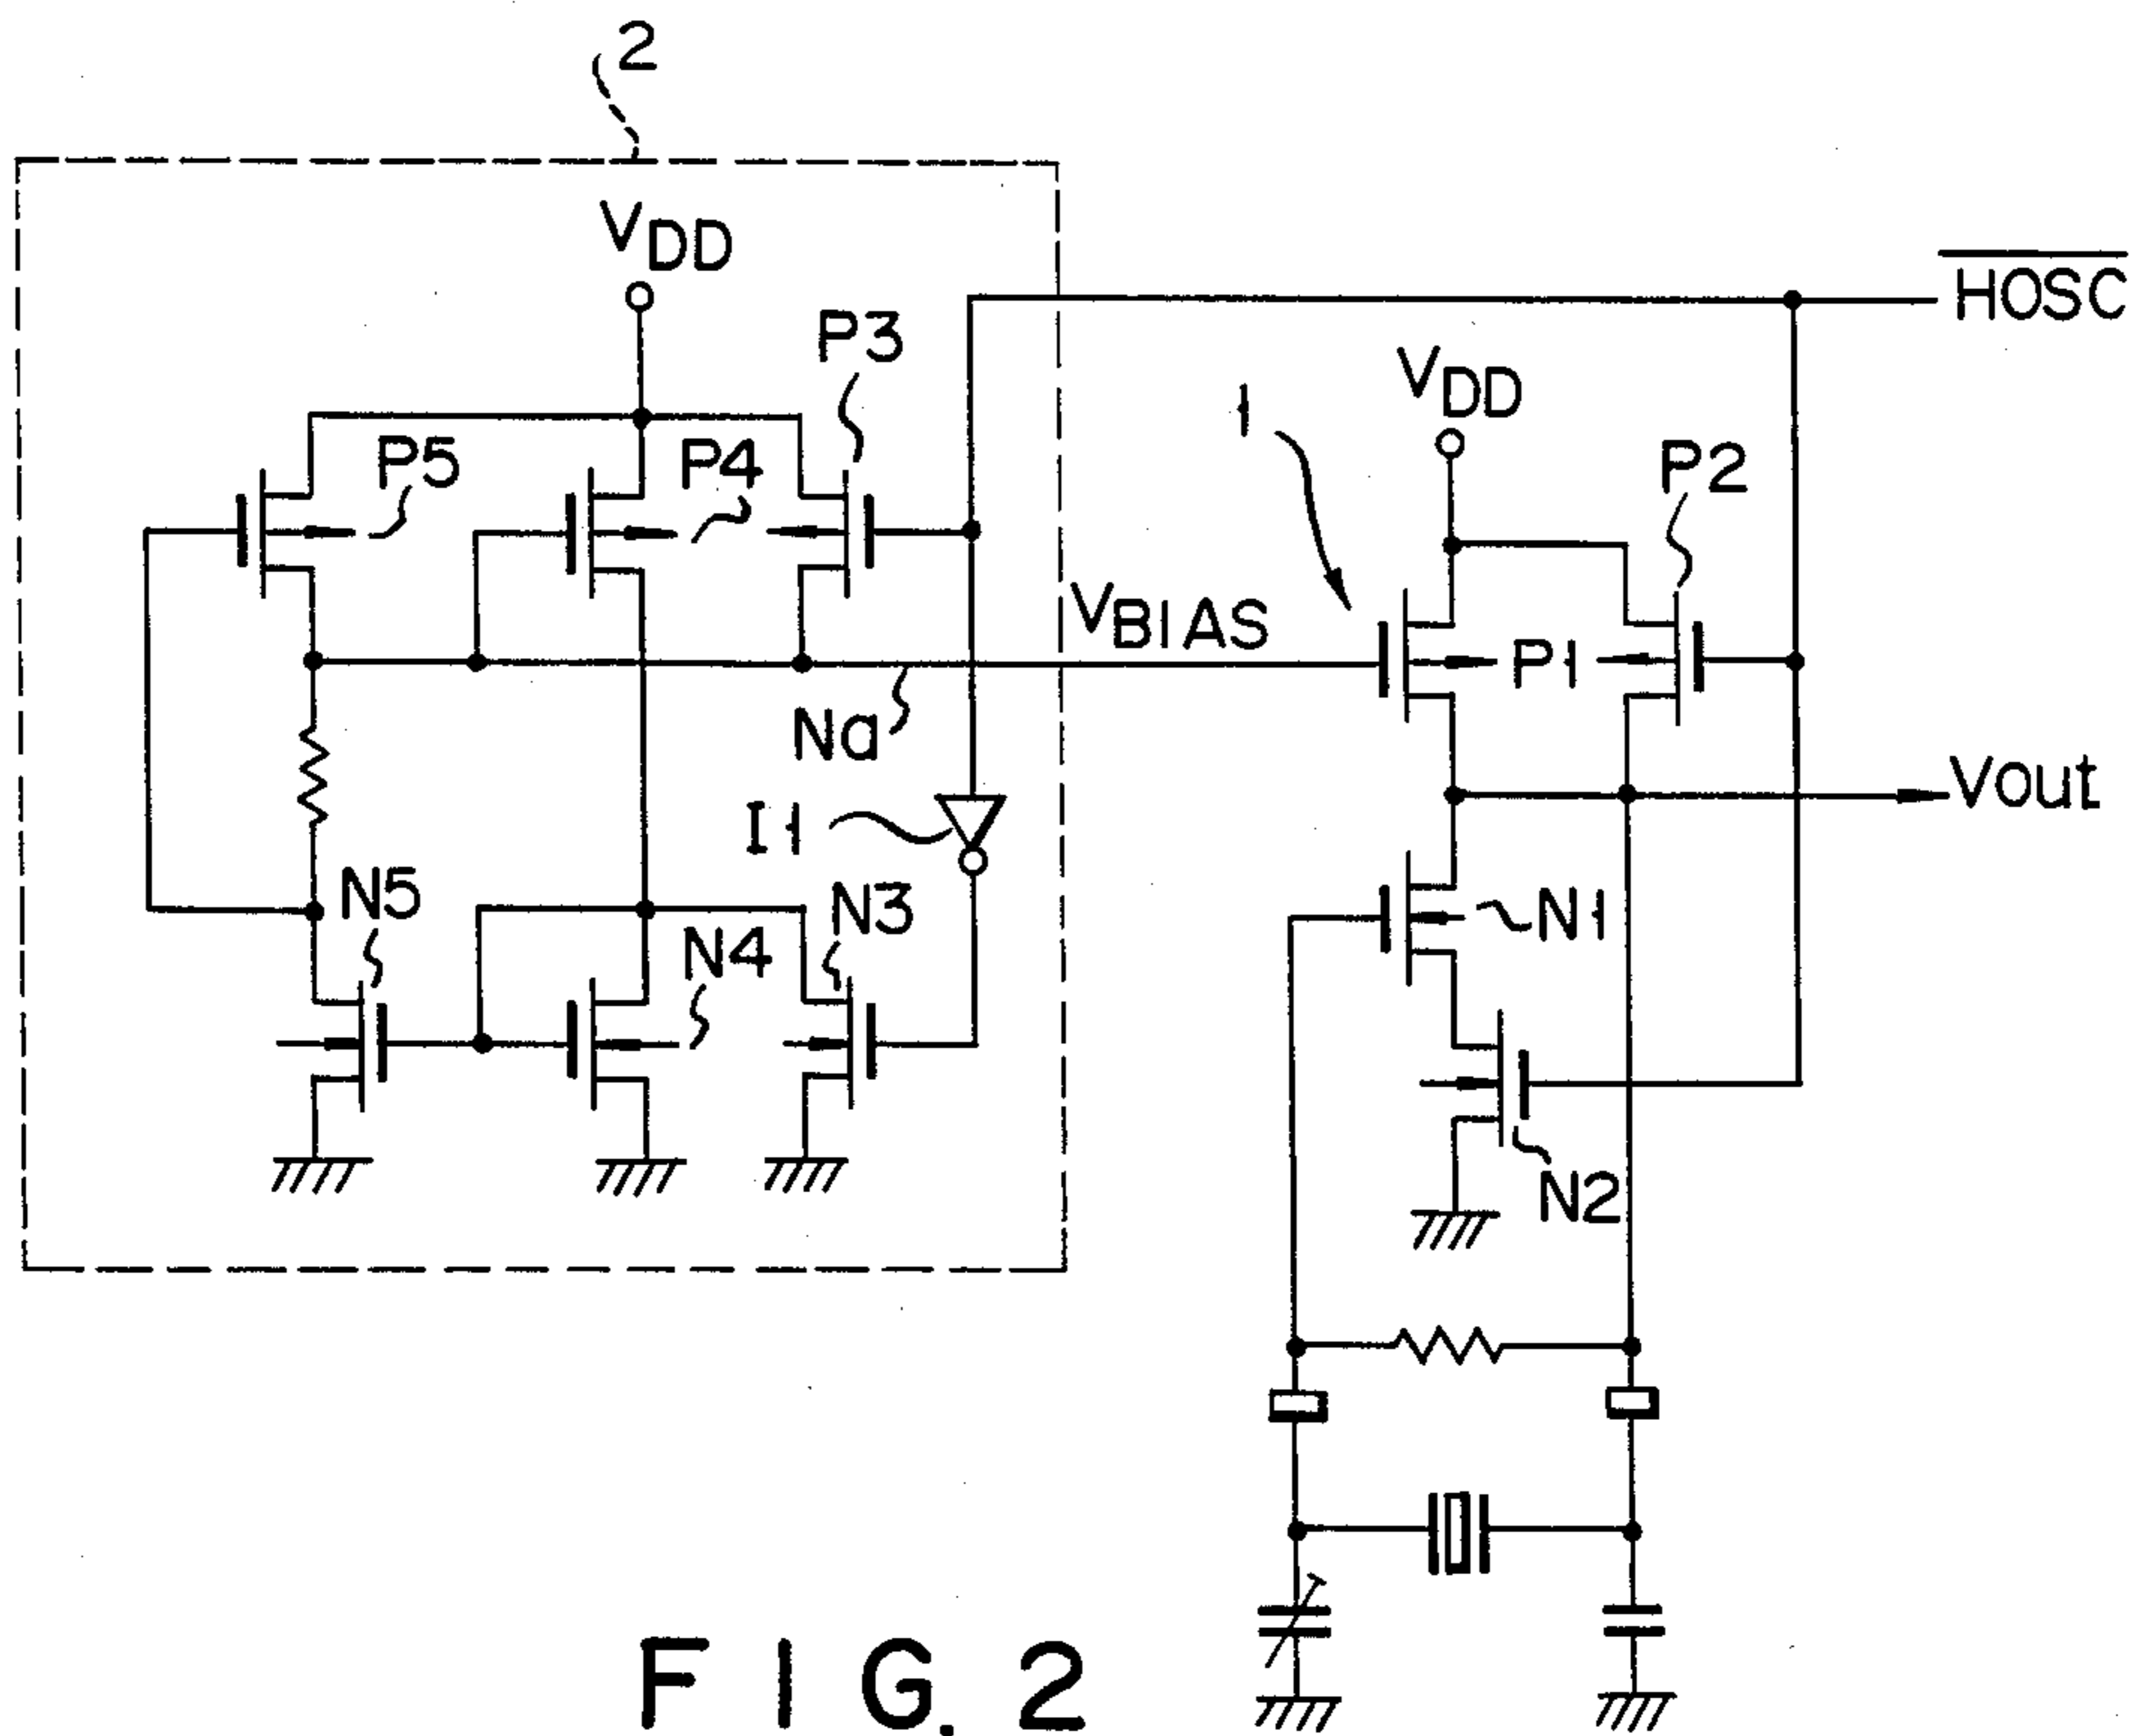 2
VDD
P3
HOSC
VDD
1
P2
P5
P4
VBIAS
P1
Na
Vout
I1
N5
N3
N1
N4
N2
FIG. 2